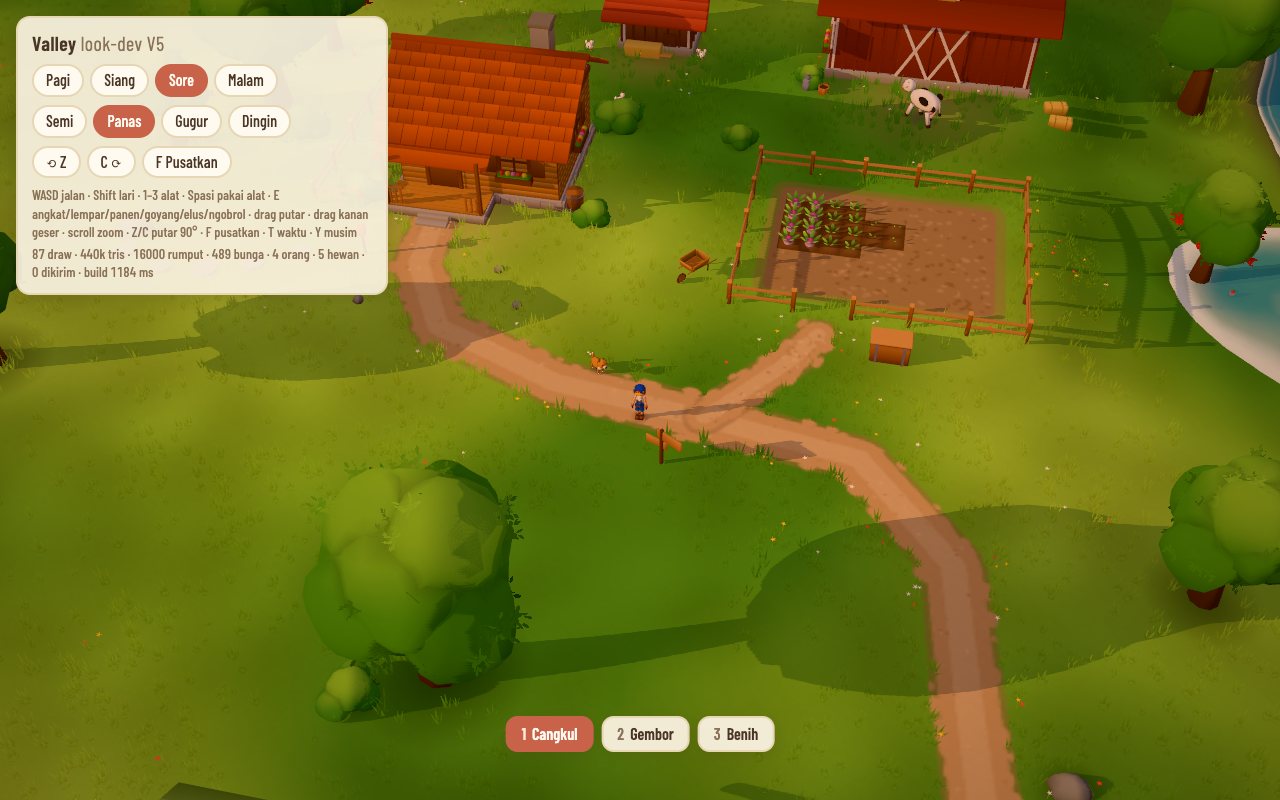 Valley look-dev V5
Pagi Siang Sore Malam
Semi Panas Gugur Dingin
⟲ Z C ⟳ F Pusatkan
WASD jalan · Shift lari · 1–3 alat · Spasi pakai alat · E
angkat/lempar/panen/goyang/elus/ngobrol · drag putar · drag kanan
geser · scroll zoom · Z/C putar 90° · F pusatkan · T waktu · Y musim
87 draw · 440k tris · 16000 rumput · 489 bunga · 4 orang · 5 hewan ·
0 dikirim · build 1184 ms
1 Cangkul 2 Gembor 3 Benih